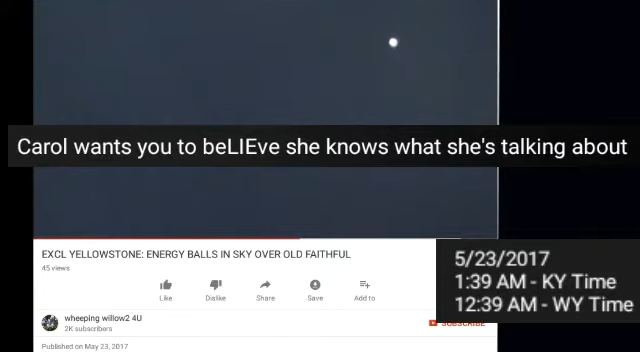 Carol wants you to beLIEve she knows what she's talking about
EXCL YELLOWSTONE: ENERGY BALLS IN SKY OVER OLD FAITHFUL
45 views
Like Dislike Share Save Add to
wheeping willow2 4U
2K subscribers
SUBSCRIBE
Published on May 23, 2017
5/23/2017
1:39 AM - KY Time
12:39 AM - WY Time